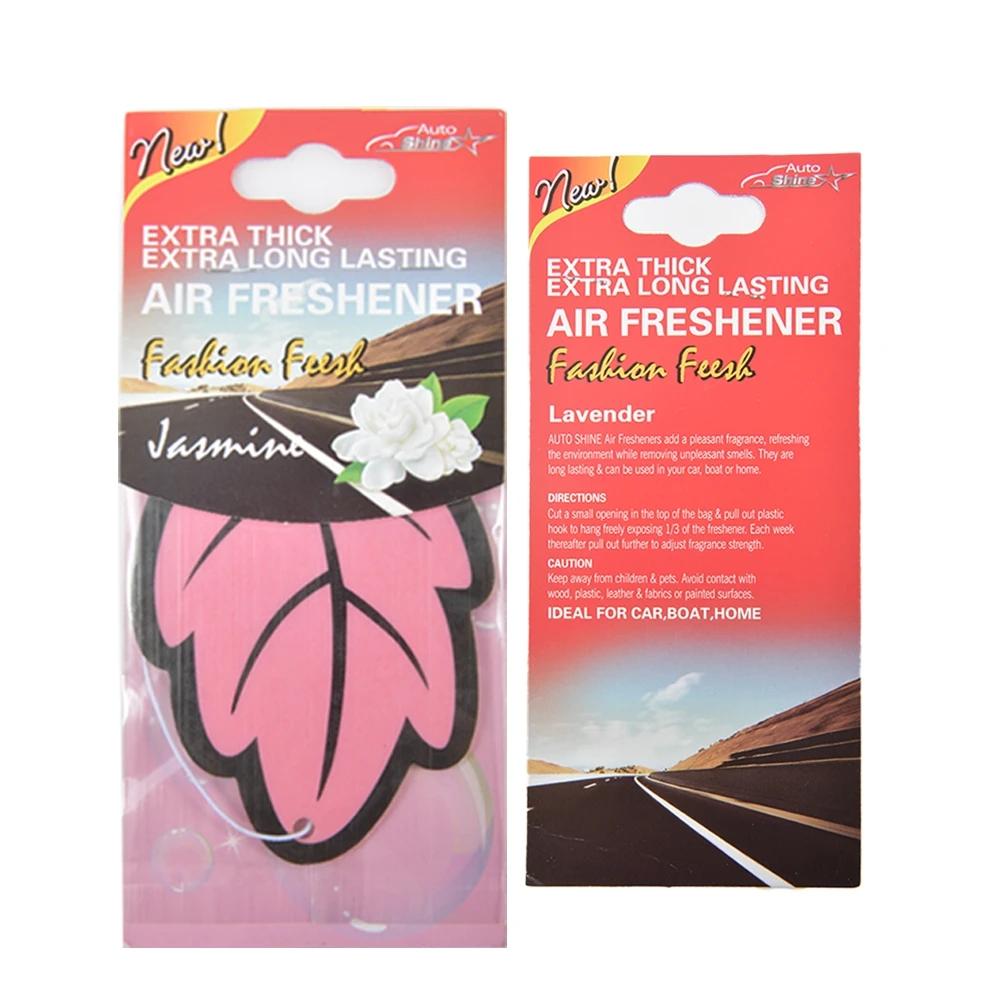 New!
Auto
Shine
EXTRA THICK
EXTRA LONG LASTING
AIR FRESHENER
Fashion Feesh
Jasmine
New!
Auto
Shine
EXTRA THICK
EXTRA LONG LASTING
AIR FRESHENER
Fashion Feesh
Lavender
AUTO SHINE Air Fresheners add a pleasant fragrance, refreshing
the environment while removing unpleasant smells. They are
long lasting & can be used in your car, boat or home.
DIRECTIONS
Cut a small opening in the top of the bag & pull out plastic
hook to hang freely exposing 1/3 of the freshener. Each week
thereafter pull out further to adjust fragrance strength.
CAUTION
Keep away from children & pets. Avoid contact with
wood, plastic, leather & fabrics or painted surfaces.
IDEAL FOR CAR,BOAT,HOME